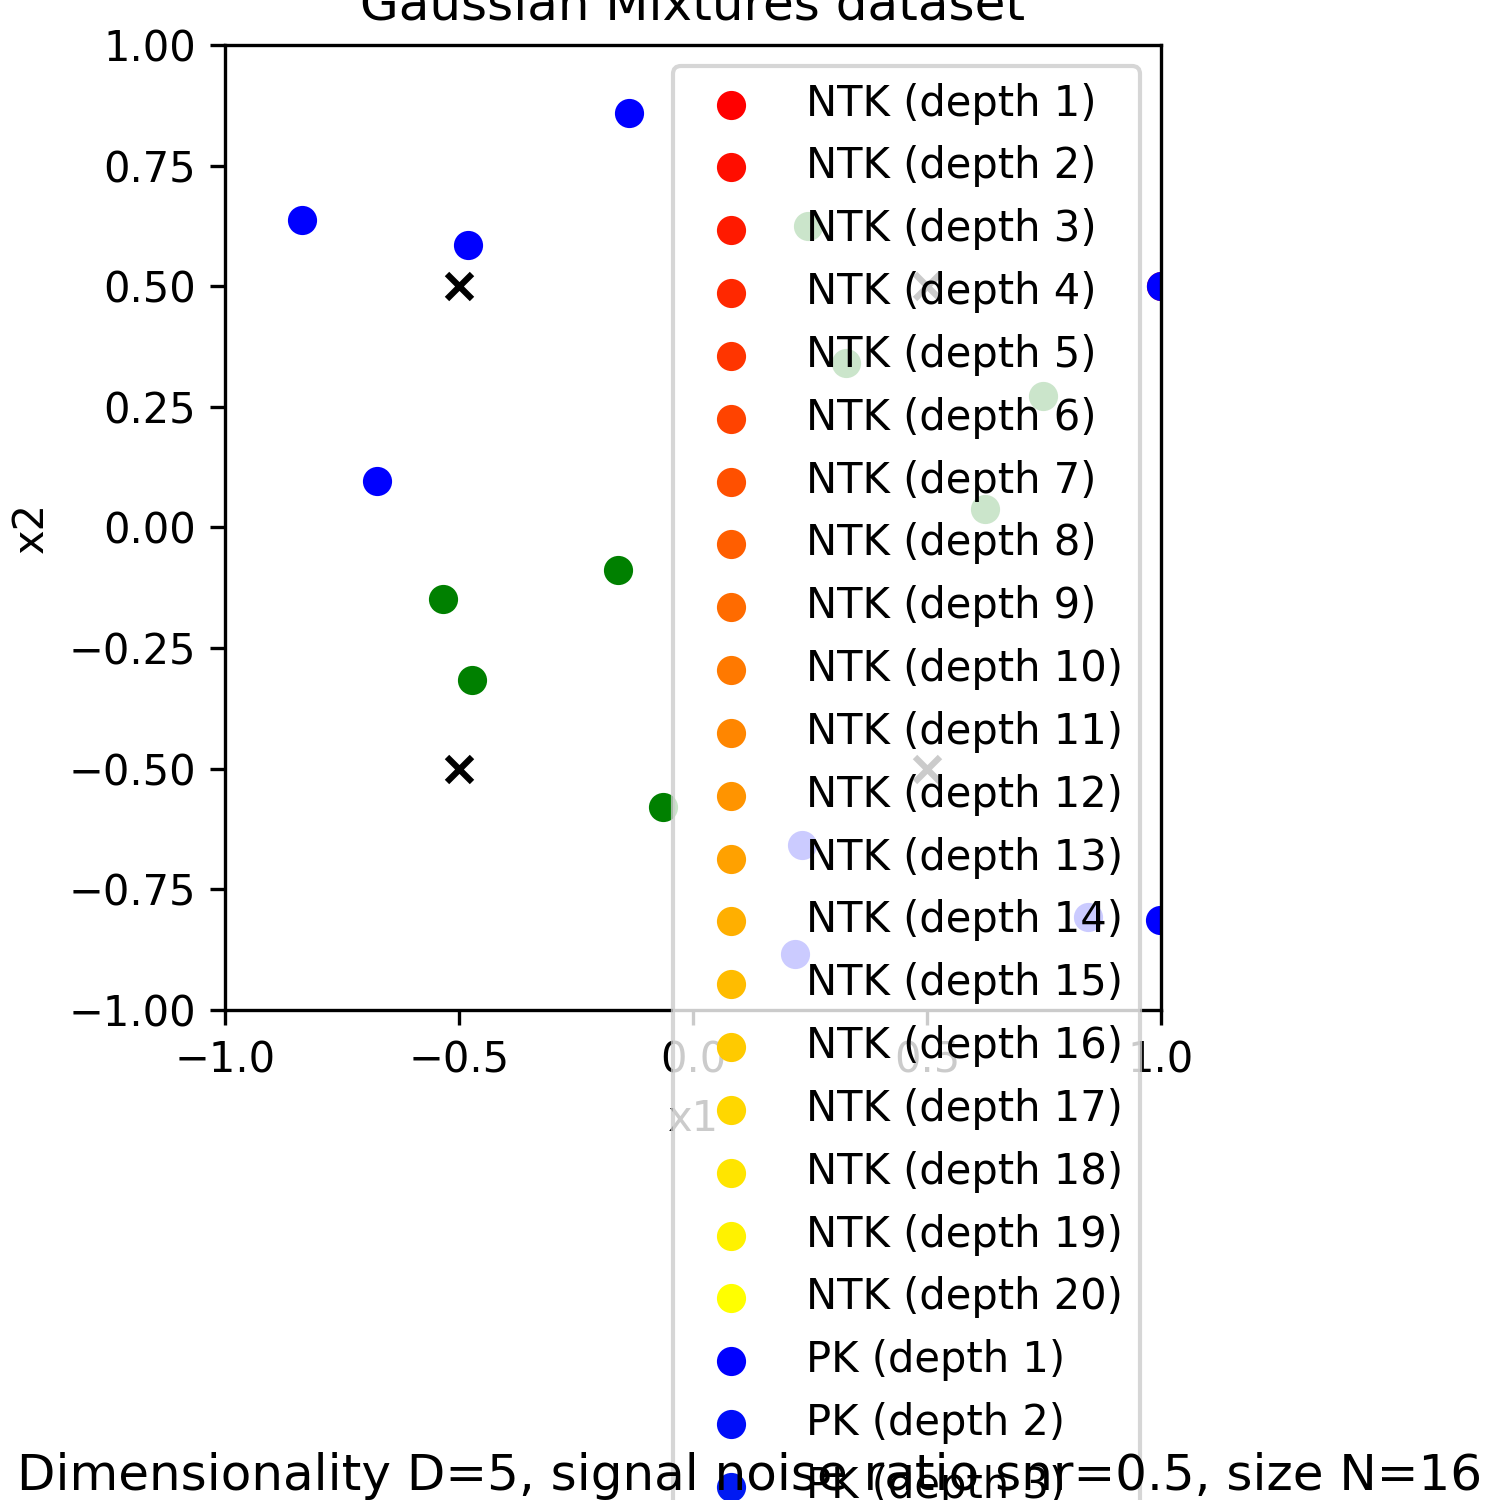 Gaussian Mixtures dataset
1.00
0.75
0.50
0.25
0.00
−0.25
−0.50
−0.75
−1.00
x2
−1.0
−0.5
0.0
0.5
1.0
x1
NTK (depth 1)
NTK (depth 2)
NTK (depth 3)
NTK (depth 4)
NTK (depth 5)
NTK (depth 6)
NTK (depth 7)
NTK (depth 8)
NTK (depth 9)
NTK (depth 10)
NTK (depth 11)
NTK (depth 12)
NTK (depth 13)
NTK (depth 14)
NTK (depth 15)
NTK (depth 16)
NTK (depth 17)
NTK (depth 18)
NTK (depth 19)
NTK (depth 20)
PK (depth 1)
PK (depth 2)
PK (depth 3)
Dimensionality D=5, signal noise ratio snr=0.5, size N=16